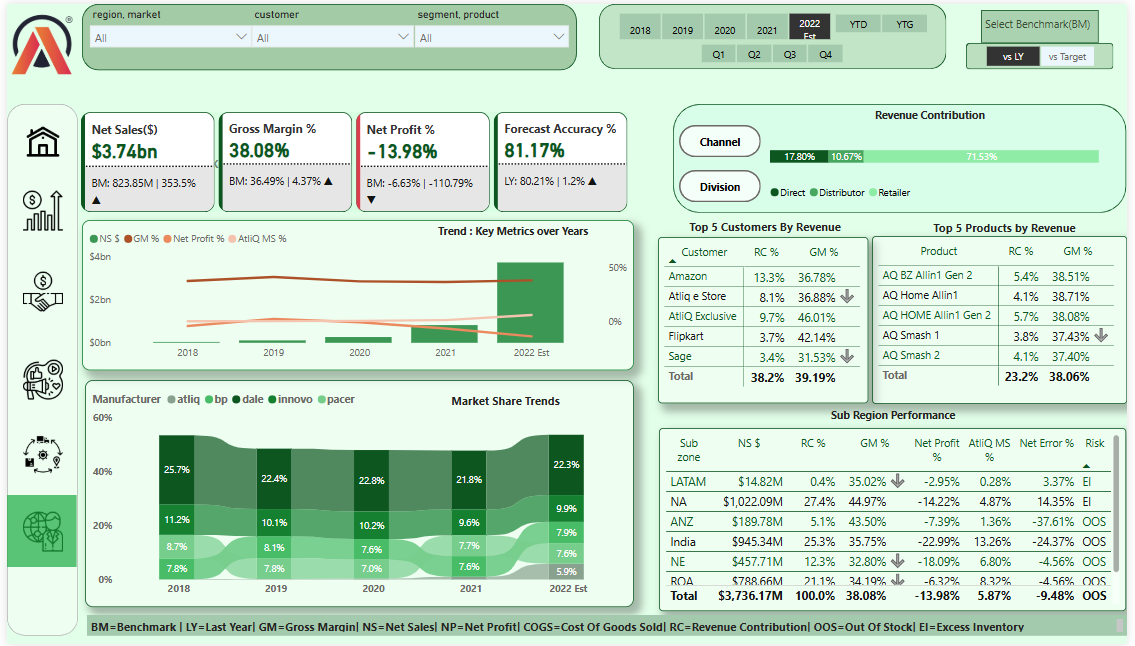 region, market customer segment, product
All All All
2018 2019 2020 2021 2022 Est YTD YTG
Q1 Q2 Q3 Q4
Select Benchmark(BM)
vs LY vs Target
Net Sales($)
$3.74bn
BM: 823.85M | 353.5%
▲
Gross Margin %
38.08%
BM: 36.49% | 4.37% ▲
Net Profit %
-13.98%
BM: -6.63% | -110.79%
▼
Forecast Accuracy %
81.17%
LY: 80.21% | 1.2% ▲
Revenue Contribution
Channel
Division
17.80% 10.67% 71.53%
Direct Distributor Retailer
Trend : Key Metrics over Years
NS $ GM % Net Profit % AtliQ MS %
$4bn
$2bn
$0bn
50%
0%
2018 2019 2020 2021 2022 Est
Top 5 Customers By Revenue
Customer RC % GM %
Amazon 13.3% 36.78%
Atliq e Store 8.1% 36.88%
AtliQ Exclusive 9.7% 46.01%
Flipkart 3.7% 42.14%
Sage 3.4% 31.53%
Total 38.2% 39.19%
Top 5 Products by Revenue
Product RC % GM %
AQ BZ Allin1 Gen 2 5.4% 38.51%
AQ Home Allin1 4.1% 38.71%
AQ HOME Allin1 Gen 2 5.7% 38.08%
AQ Smash 1 3.8% 37.43%
AQ Smash 2 4.1% 37.40%
Total 23.2% 38.06%
Market Share Trends
Manufacturer atliq bp dale innovo pacer
60%
40%
20%
0%
25.7% 22.4% 22.8% 21.8% 22.3%
11.2% 10.1% 10.2% 9.6% 9.9%
8.7% 8.1% 7.6% 7.7% 7.9%
7.8% 7.8% 7.0% 7.6% 7.6%
5.9%
2018 2019 2020 2021 2022 Est
Sub Region Performance
Sub zone NS $ RC % GM % Net Profit % AtliQ MS % Net Error % Risk
LATAM $14.82M 0.4% 35.02% -2.95% 0.28% 3.37% EI
NA $1,022.09M 27.4% 44.97% -14.22% 4.87% 14.35% EI
ANZ $189.78M 5.1% 43.50% -7.39% 1.36% -37.61% OOS
India $945.34M 25.3% 35.75% -22.99% 13.26% -24.37% OOS
NE $457.71M 12.3% 32.80% -18.09% 6.80% -4.56% OOS
ROA $788.66M 21.1% 34.19% -6.32% 8.32% -4.56% OOS
Total $3,736.17M 100.0% 38.08% -13.98% 5.87% -9.48% OOS
BM=Benchmark | LY=Last Year| GM=Gross Margin| NS=Net Sales| NP=Net Profit| COGS=Cost Of Goods Sold| RC=Revenue Contribution| OOS=Out Of Stock| EI=Excess Inventory